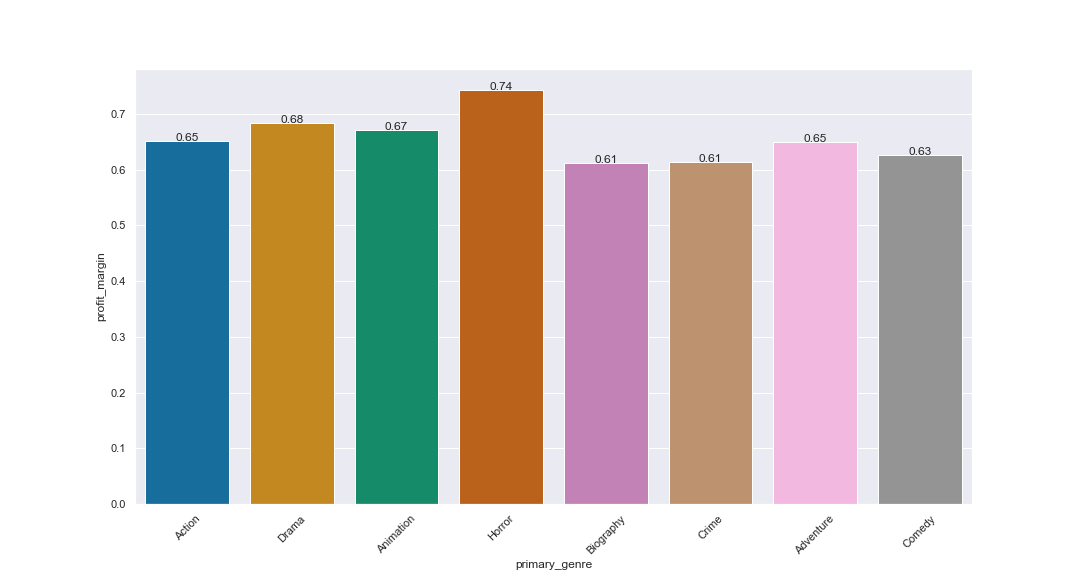 0.74
0.68
0.67
0.65
0.65
0.63
0.61
0.61
0.7
0.6
0.5
0.4
0.3
0.2
0.1
0.0
profit_margin
Action
Drama
Animation
Horror
Biography
Crime
Adventure
Comedy
primary_genre